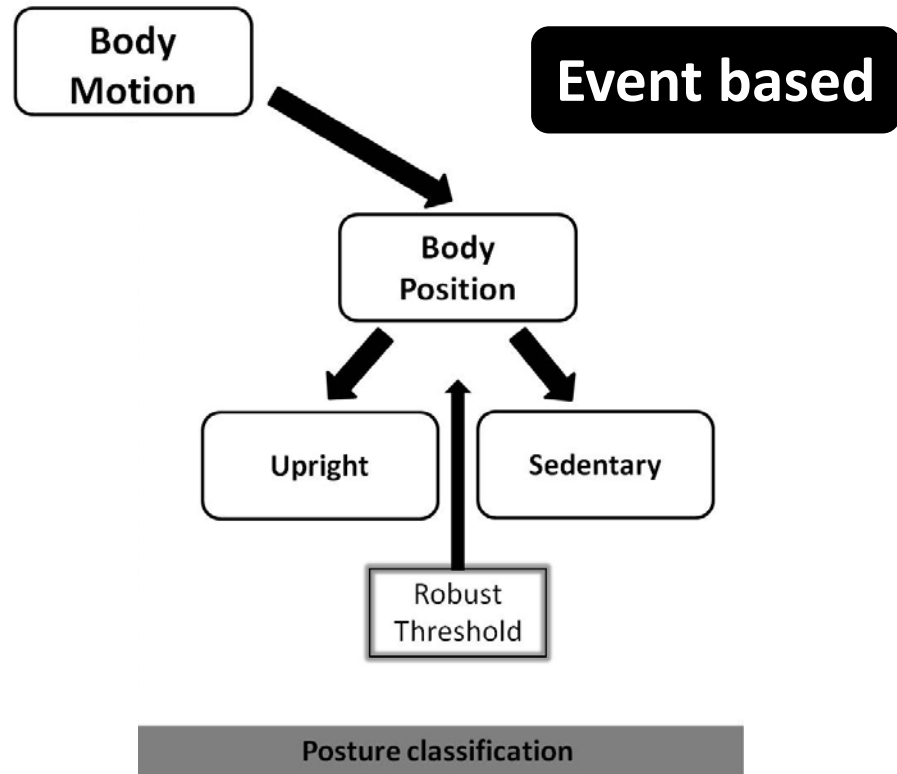 Body
Motion
Event based
Body
Position
Upright
Sedentary
Robust
Threshold
Posture classification